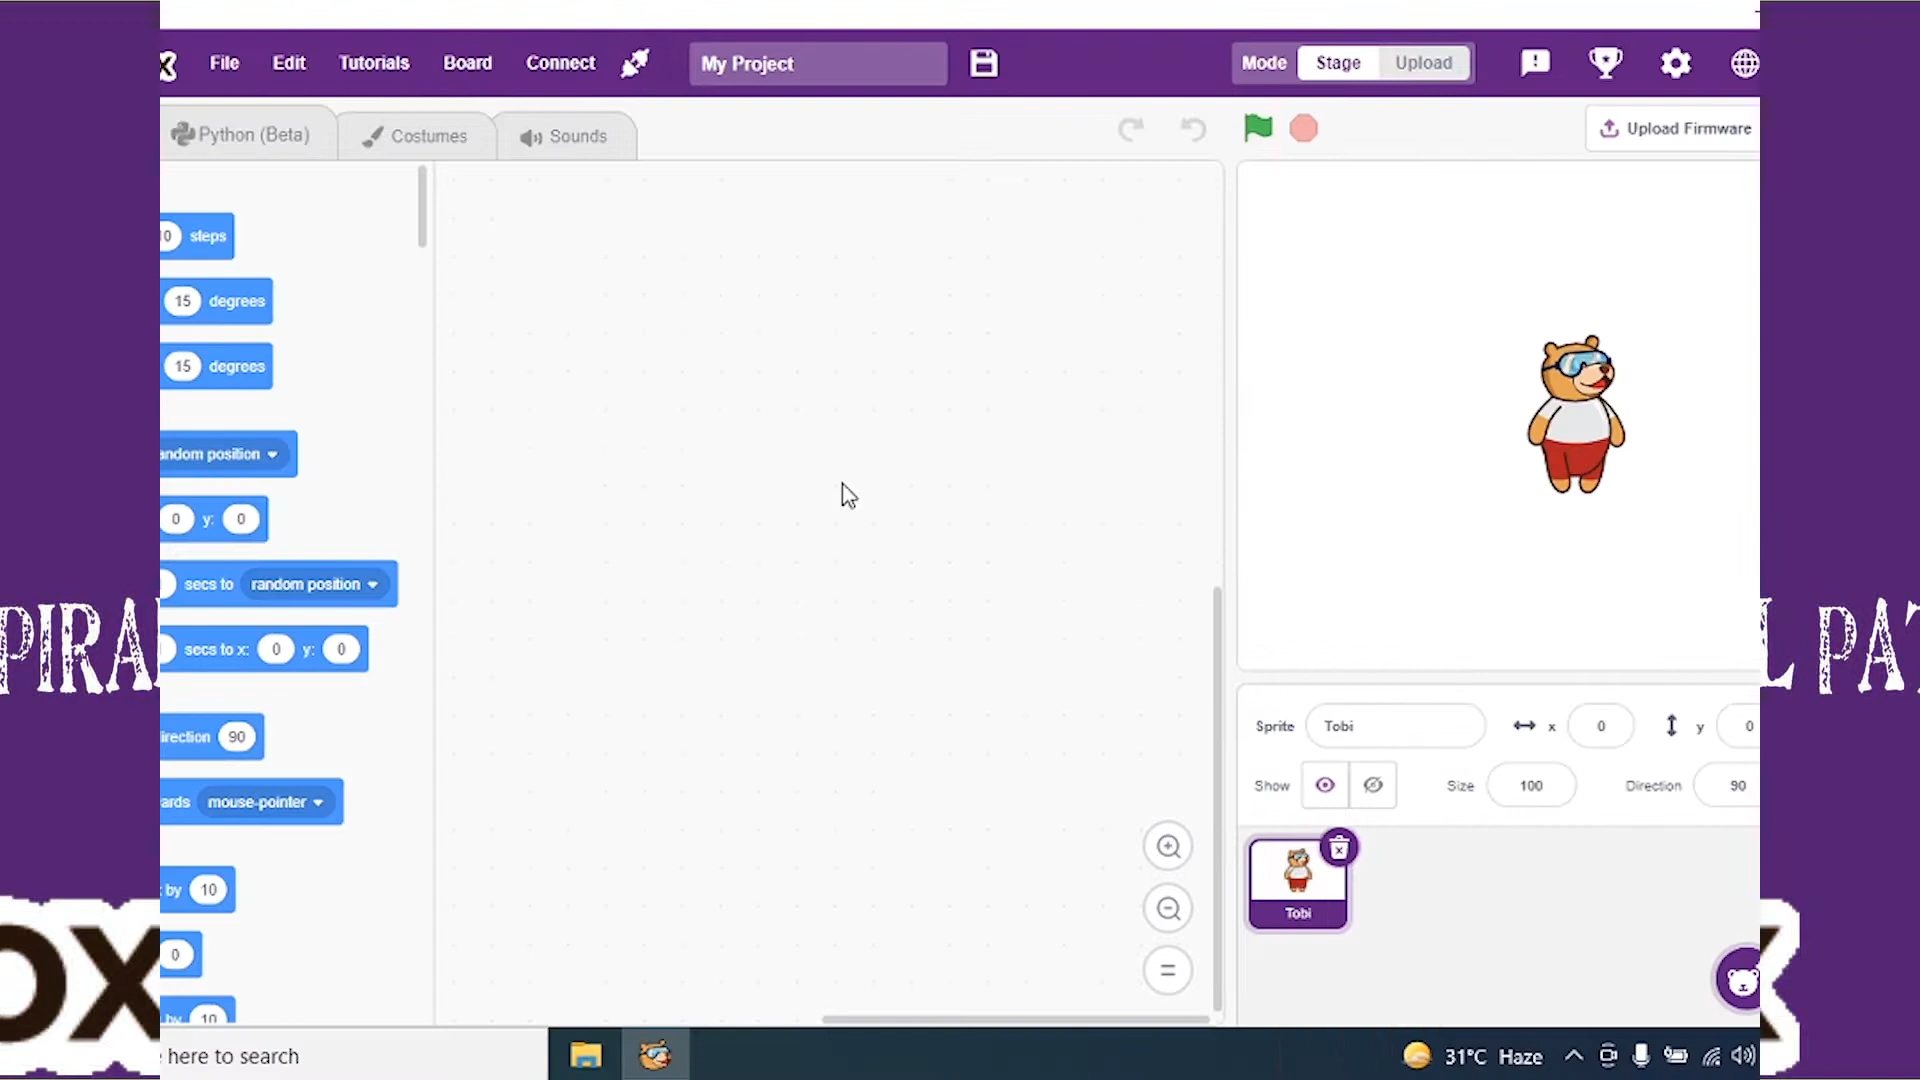 File Edit Tutorials Board Connect My Project Mode Stage Upload
Python (Beta) Costumes Sounds Upload Firmware
steps
15 degrees
15 degrees
random position
0 y: 0
secs to random position
secs to x: 0 y: 0
direction 90
mouse-pointer
by 10
0
by 10
Sprite Tobi x 0 y 0
Show Size 100 Direction 90
Tobi
PIRA
L PAT
OX
here to search
31°C Haze